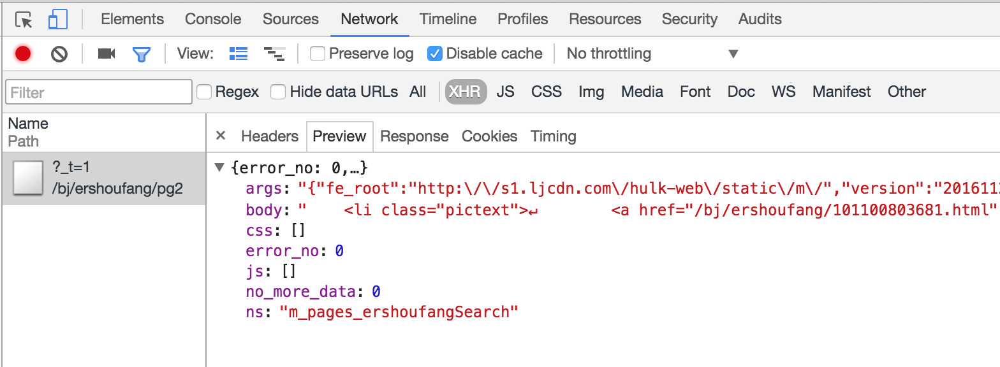 Elements Console Sources Network Timeline Profiles Resources Security Audits
View: Preserve log Disable cache No throttling
Filter Regex Hide data URLs All XHR JS CSS Img Media Font Doc WS Manifest Other
Name
Path
× Headers Preview Response Cookies Timing
?_t=1
/bj/ershoufang/pg2
▼ {error_no: 0,…}
args: "{"fe_root":"http:\/\/s1.ljcdn.com\/hulk-web\/static\/m\/","version":"201611
body: " <li class="pictext">↵ <a href="/bj/ershoufang/101100803681.html"
css: []
error_no: 0
js: []
no_more_data: 0
ns: "m_pages_ershoufangSearch"